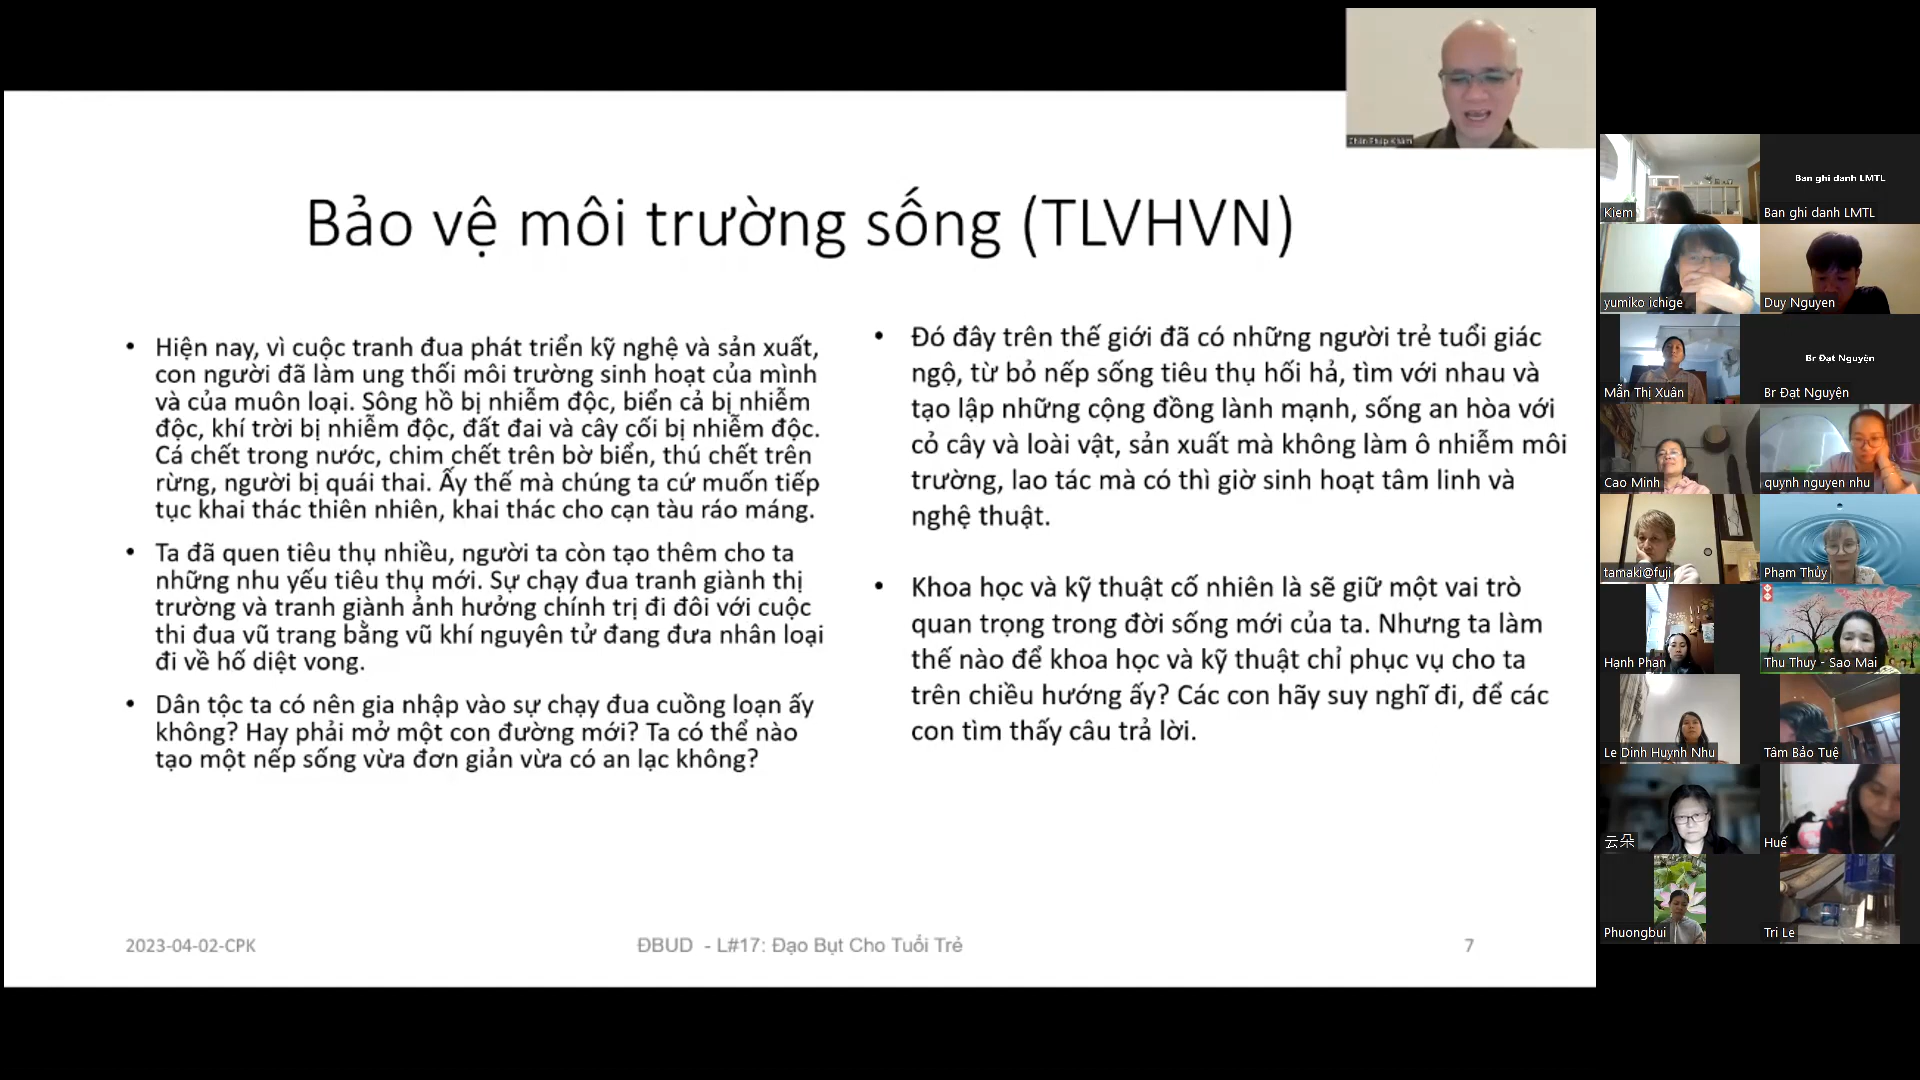 Chân Pháp Khâm
Bảo vệ môi trường sống (TLVHVN)
• Hiện nay, vì cuộc tranh đua phát triển kỹ nghệ và sản xuất,
con người đã làm ung thối môi trường sinh hoạt của mình
và của muôn loại. Sông hồ bị nhiễm độc, biển cả bị nhiễm
độc, khí trời bị nhiễm độc, đất đai và cây cối bị nhiễm độc.
Cá chết trong nước, chim chết trên bờ biển, thú chết trên
rừng, người bị quái thai. Ấy thế mà chúng ta cứ muốn tiếp
tục khai thác thiên nhiên, khai thác cho cạn tàu ráo máng.
• Ta đã quen tiêu thụ nhiều, người ta còn tạo thêm cho ta
những nhu yếu tiêu thụ mới. Sự chạy đua tranh giành thị
trường và tranh giành ảnh hưởng chính trị đi đôi với cuộc
thi đua vũ trang bằng vũ khí nguyên tử đang đưa nhân loại
đi về hố diệt vong.
• Dân tộc ta có nên gia nhập vào sự chạy đua cuồng loạn ấy
không? Hay phải mở một con đường mới? Ta có thể nào
tạo một nếp sống vừa đơn giản vừa có an lạc không?
• Đó đây trên thế giới đã có những người trẻ tuổi giác
ngộ, từ bỏ nếp sống tiêu thụ hối hả, tìm với nhau và
tạo lập những cộng đồng lành mạnh, sống an hòa với
cỏ cây và loài vật, sản xuất mà không làm ô nhiễm môi
trường, lao tác mà có thì giờ sinh hoạt tâm linh và
nghệ thuật.
• Khoa học và kỹ thuật cố nhiên là sẽ giữ một vai trò
quan trọng trong đời sống mới của ta. Nhưng ta làm
thế nào để khoa học và kỹ thuật chỉ phục vụ cho ta
trên chiều hướng ấy? Các con hãy suy nghĩ đi, để các
con tìm thấy câu trả lời.
2023-04-02-CPK
ĐBUD - L#17: Đạo Bụt Cho Tuổi Trẻ
7
Kiem
Ban ghi danh LMTL
Ban ghi danh LMTL
yumiko ichige
Duy Nguyen
Mẫn Thị Xuân
Br Đạt Nguyện
Br Đạt Nguyện
Cao Minh
quynh nguyen nhu
tamaki@fuji
Phạm Thủy
Hạnh Phan
Thu Thuy - Sao Mai
Le Dinh Huynh Nhu
Tâm Bảo Tuệ
云朵
Huế
Phuongbui
Tri Le